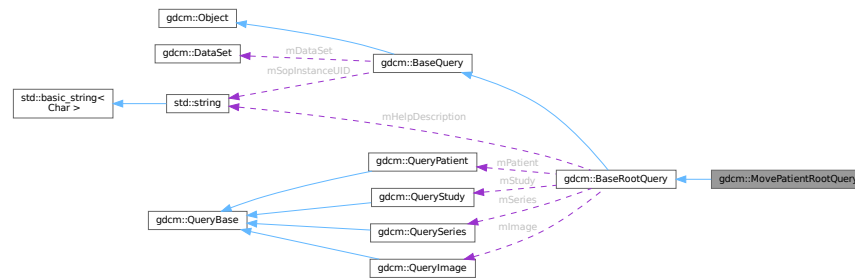 gdcm::Object
gdcm::DataSet
mDataSet
gdcm::BaseQuery
mSopInstanceUID
std::basic_string<
Char >
std::string
mHelpDescription
gdcm::QueryPatient
mPatient
gdcm::BaseRootQuery
gdcm::MovePatientRootQuery
mStudy
gdcm::QueryStudy
mSeries
gdcm::QueryBase
gdcm::QuerySeries
mImage
gdcm::QueryImage